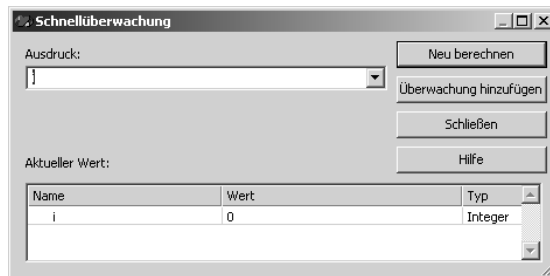 Schnellüberwachung
Ausdruck:
i
Neu berechnen
Überwachung hinzufügen
Schließen
Hilfe
Aktueller Wert:
Name Wert Typ
i 0 Integer